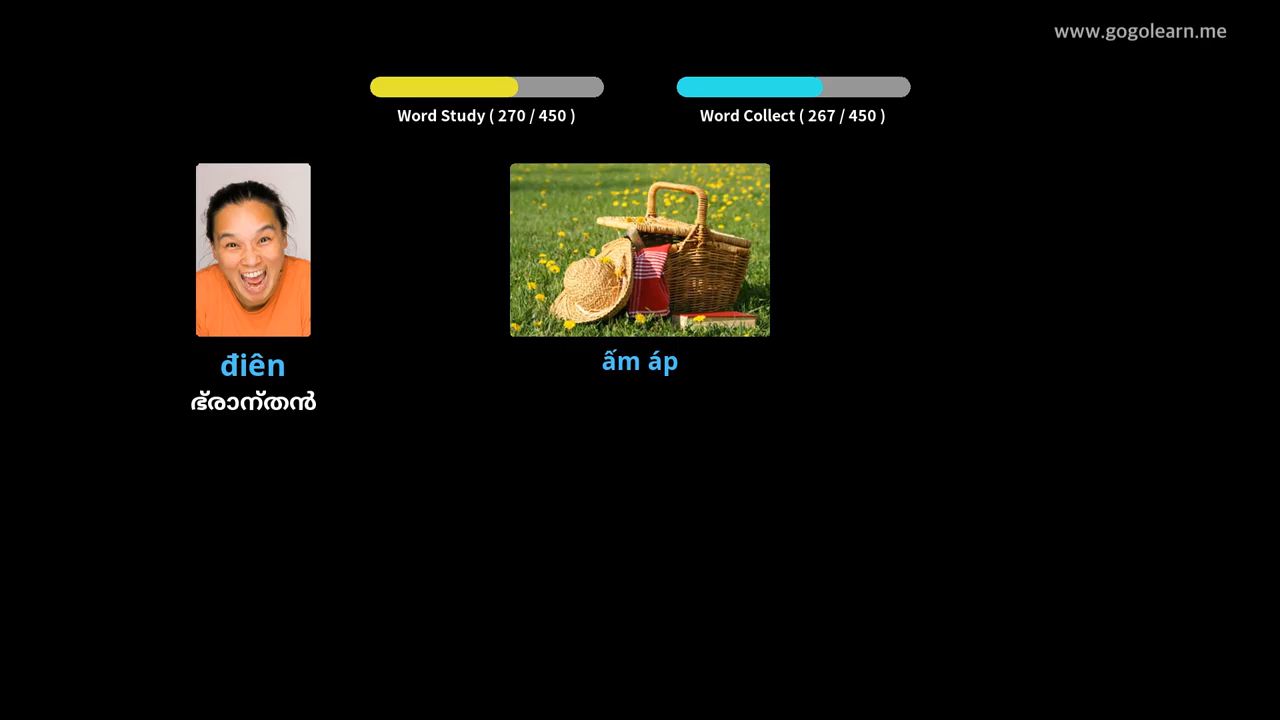 www.gogolearn.me
Word Study ( 270 / 450 )
Word Collect ( 267 / 450 )
điên
ഭ്രാന്തൻ
ấm áp